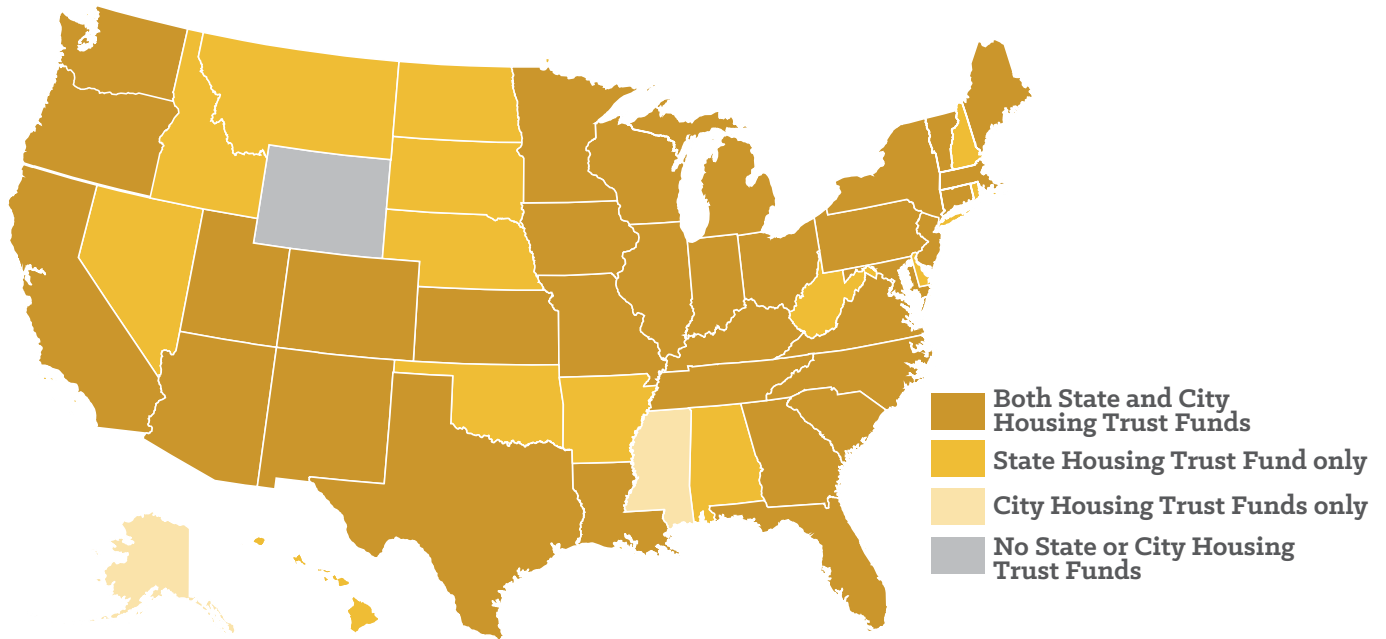 Both State and City
Housing Trust Funds
State Housing Trust Fund only
City Housing Trust Funds only
No State or City Housing
Trust Funds